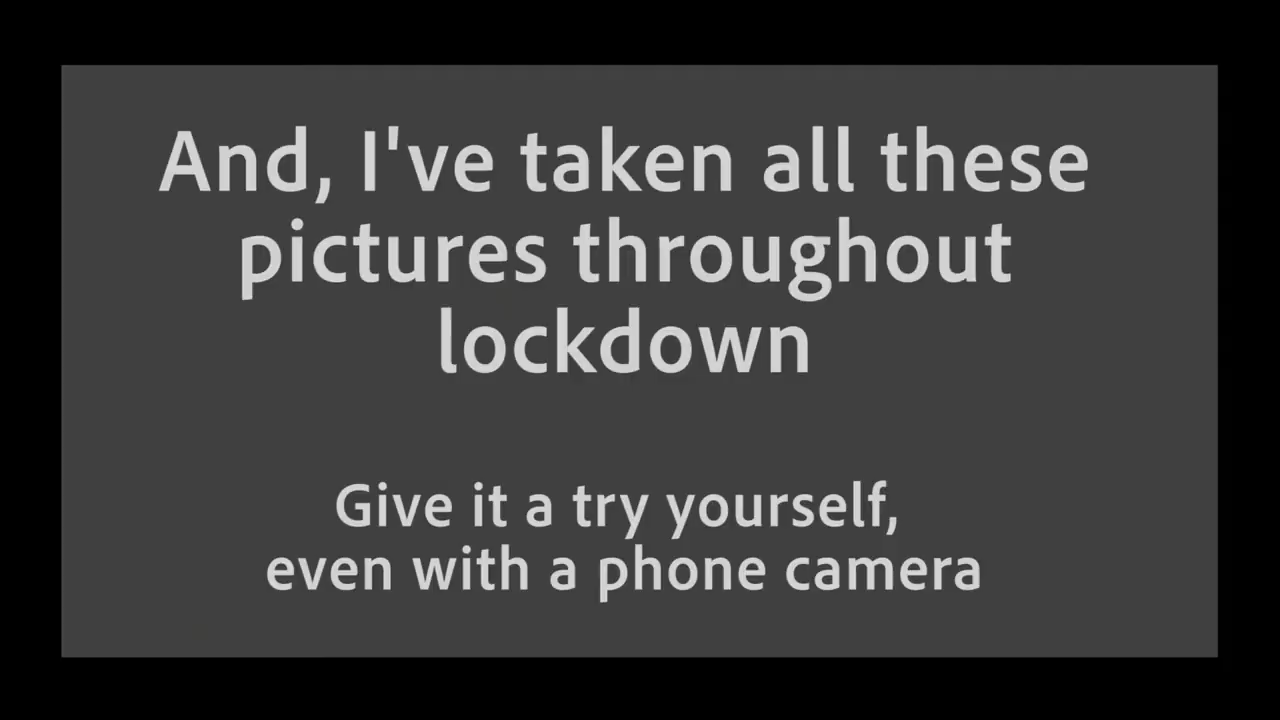 And, I've taken all these
pictures throughout
lockdown
Give it a try yourself,
even with a phone camera